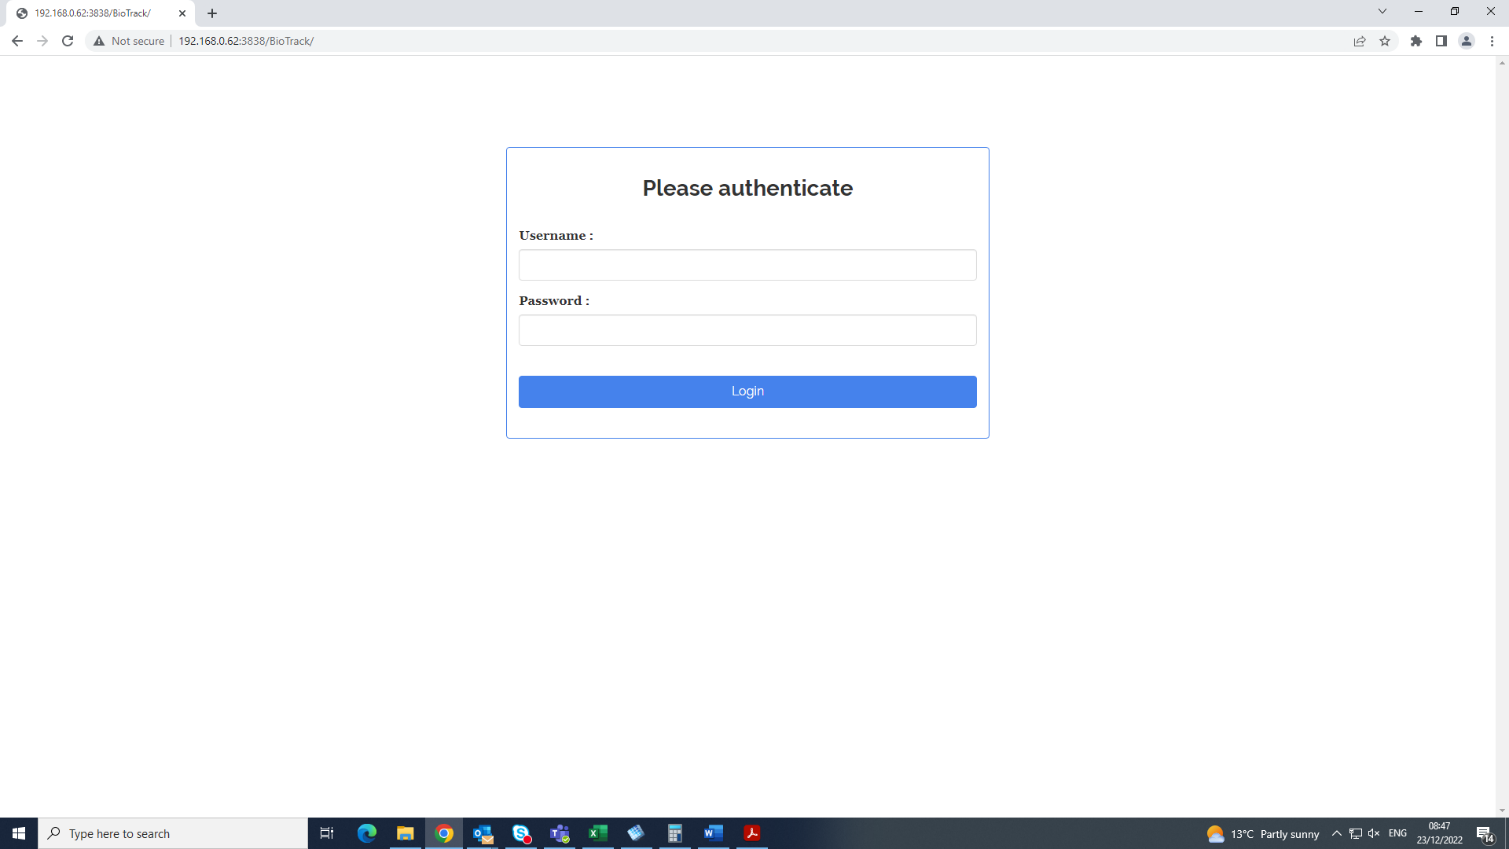 192.168.0.62:3838/BioTrack/
Not secure
192.168.0.62:3838/BioTrack/
Please authenticate
Username :
Password :
Login
Type here to search
13°C Partly sunny
ENG
08:47
23/12/2022
14